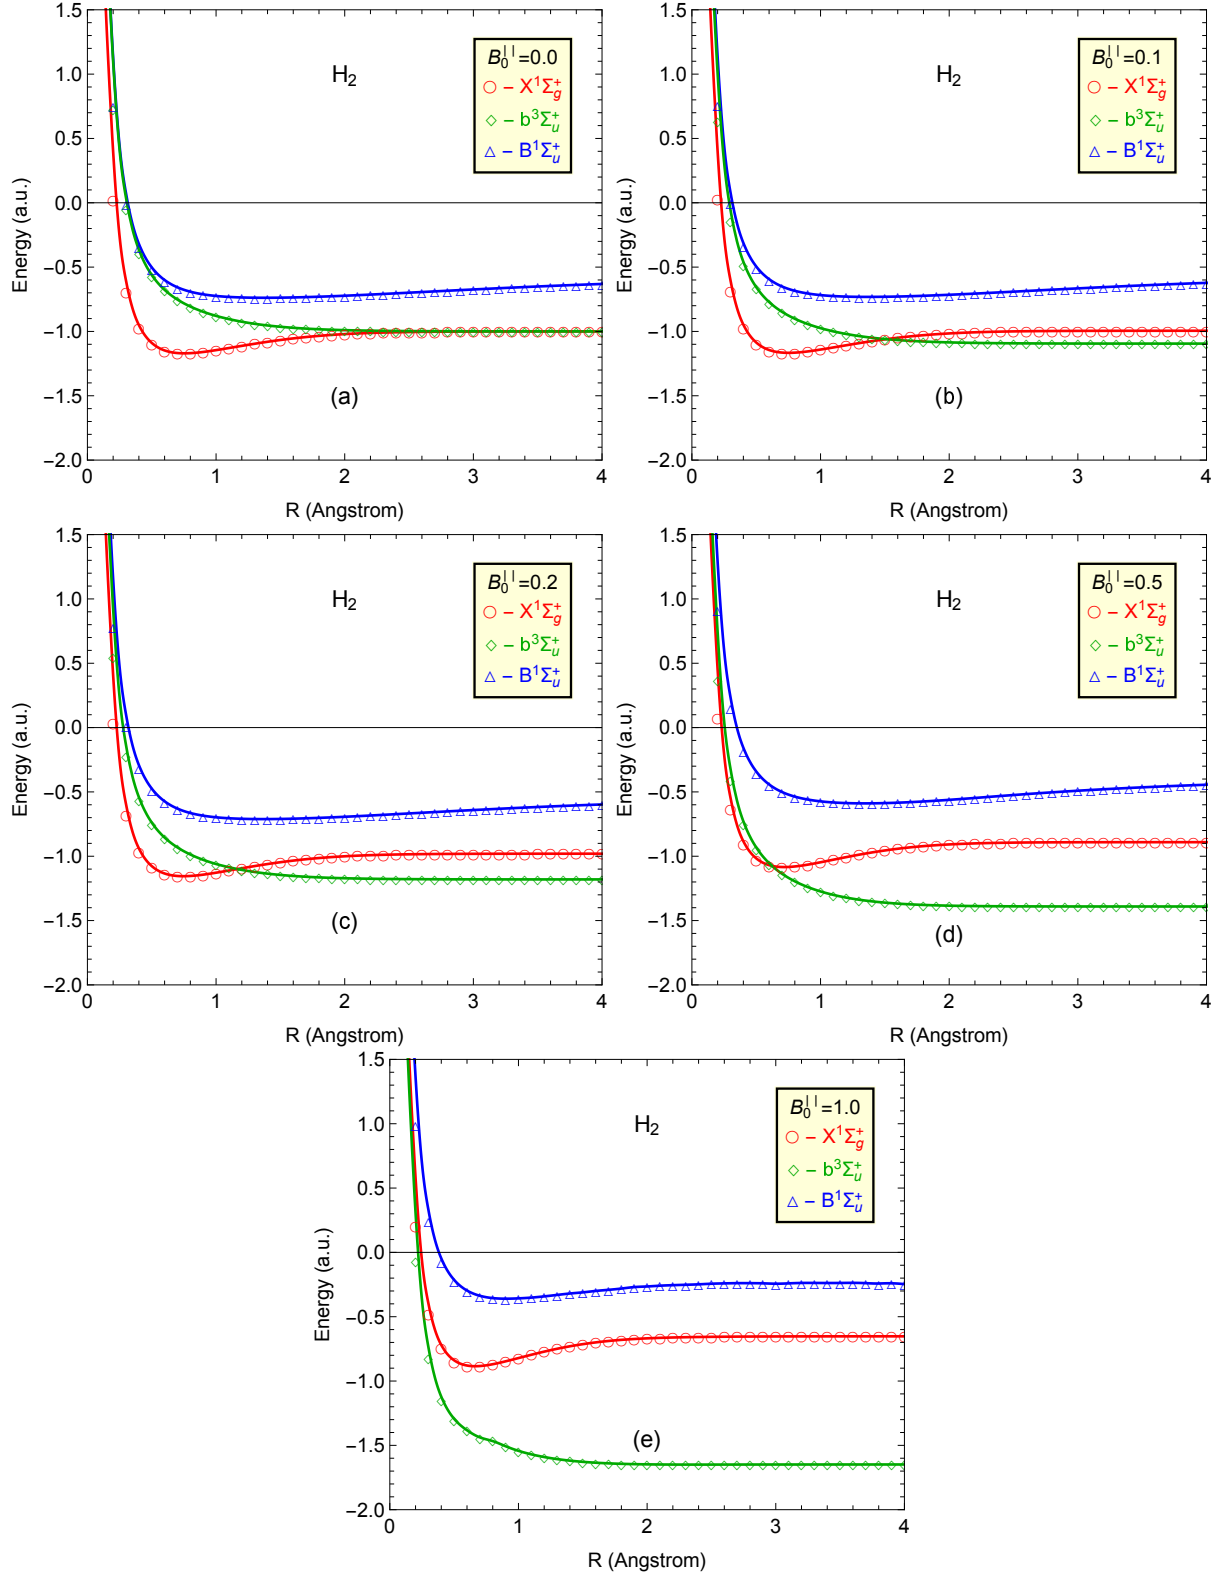 B₀^||=0.0
○ – X¹Σg⁺
◇ – b³Σu⁺
△ – B¹Σu⁺
H₂
(a)
1.5
1.0
0.5
0.0
−0.5
−1.0
−1.5
−2.0
0 1 2 3 4
Energy (a.u.)
R (Angstrom)
B₀^||=0.1
○ – X¹Σg⁺
◇ – b³Σu⁺
△ – B¹Σu⁺
H₂
(b)
1.5
1.0
0.5
0.0
−0.5
−1.0
−1.5
−2.0
0 1 2 3 4
Energy (a.u.)
R (Angstrom)
B₀^||=0.2
○ – X¹Σg⁺
◇ – b³Σu⁺
△ – B¹Σu⁺
H₂
(c)
1.5
1.0
0.5
0.0
−0.5
−1.0
−1.5
−2.0
0 1 2 3 4
Energy (a.u.)
R (Angstrom)
B₀^||=0.5
○ – X¹Σg⁺
◇ – b³Σu⁺
△ – B¹Σu⁺
H₂
(d)
1.5
1.0
0.5
0.0
−0.5
−1.0
−1.5
−2.0
0 1 2 3 4
Energy (a.u.)
R (Angstrom)
B₀^||=1.0
○ – X¹Σg⁺
◇ – b³Σu⁺
△ – B¹Σu⁺
H₂
(e)
1.5
1.0
0.5
0.0
−0.5
−1.0
−1.5
−2.0
0 1 2 3 4
Energy (a.u.)
R (Angstrom)